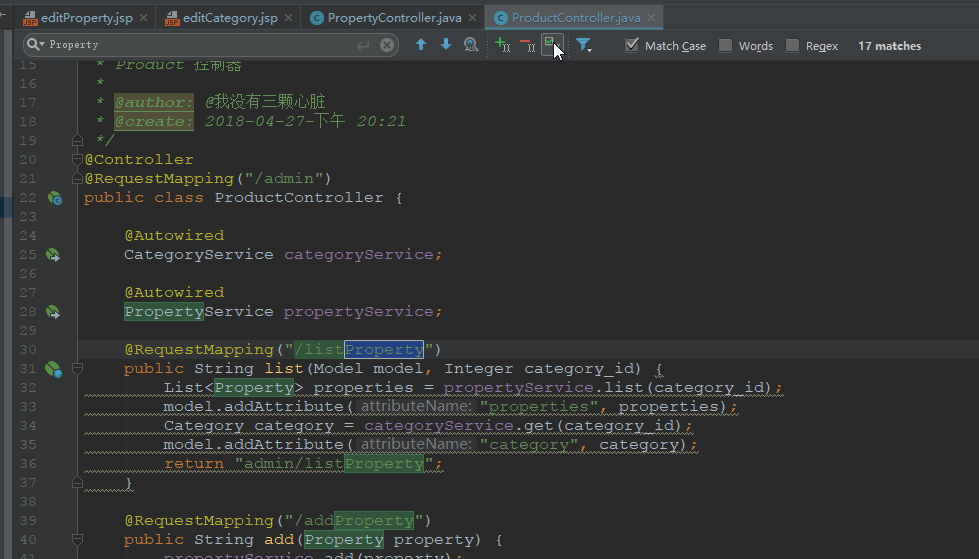 editProperty.jsp editCategory.jsp PropertyController.java ProductController.java
Property Match Case Words Regex 17 matches
15 * Product 控制器
16 *
17 * @author: @我没有三颗心脏
18 * @create: 2018-04-27-下午 20:21
19 */
20 @Controller
21 @RequestMapping("/admin")
22 public class ProductController {
23
24 @Autowired
25 CategoryService categoryService;
26
27 @Autowired
28 PropertyService propertyService;
29
30 @RequestMapping("/listProperty")
31 public String list(Model model, Integer category_id) {
32 List<Property> properties = propertyService.list(category_id);
33 model.addAttribute( attributeName: "properties", properties);
34 Category category = categoryService.get(category_id);
35 model.addAttribute( attributeName: "category", category);
36 return "admin/listProperty";
37 }
38
39 @RequestMapping("/addProperty")
40 public String add(Property property) {
41 propertyService.add(property);